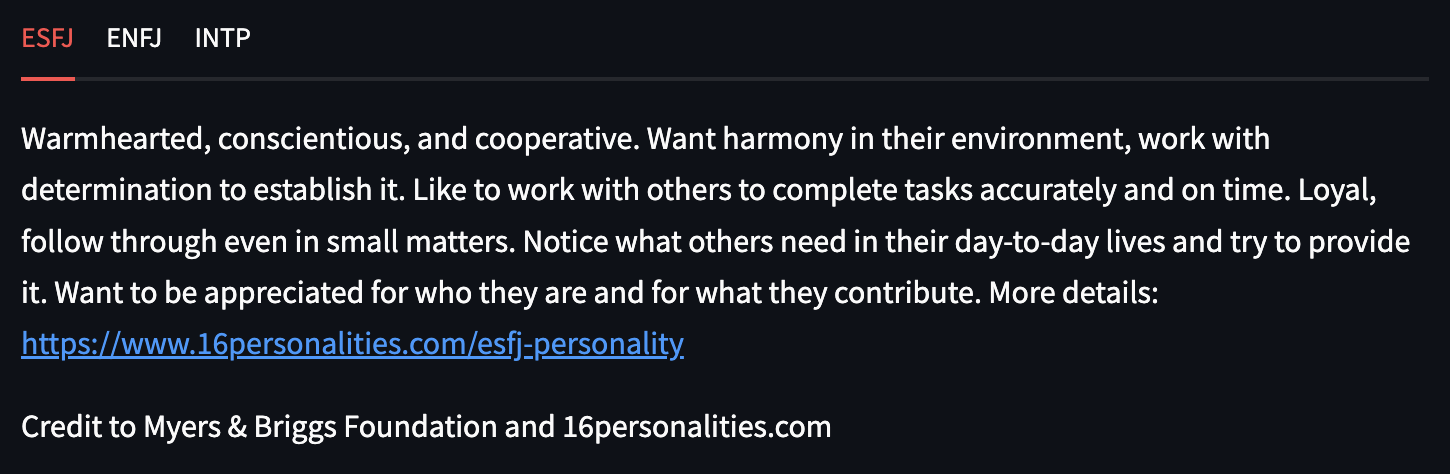 ESFJ ENFJ INTP
Warmhearted, conscientious, and cooperative. Want harmony in their environment, work with
determination to establish it. Like to work with others to complete tasks accurately and on time. Loyal,
follow through even in small matters. Notice what others need in their day-to-day lives and try to provide
it. Want to be appreciated for who they are and for what they contribute. More details:
https://www.16personalities.com/esfj-personality
Credit to Myers & Briggs Foundation and 16personalities.com